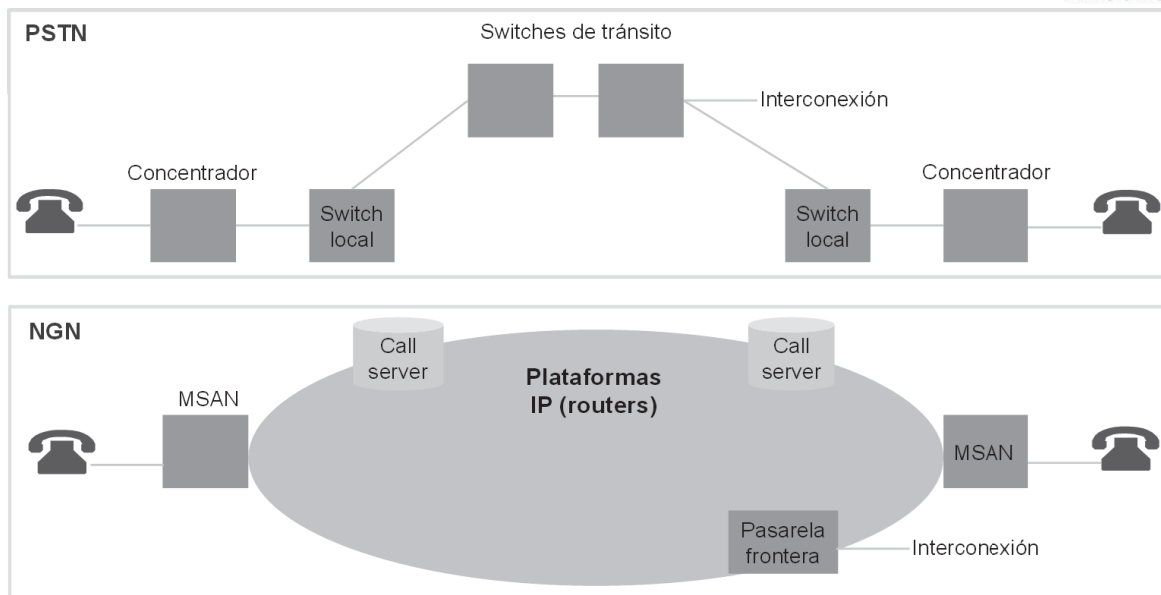 PSTN
Switches de tránsito
Interconexión
Concentrador
Concentrador
Switch
local
Switch
local
NGN
Call
server
Call
server
Plataformas
IP (routers)
MSAN
MSAN
Pasarela
frontera
Interconexión